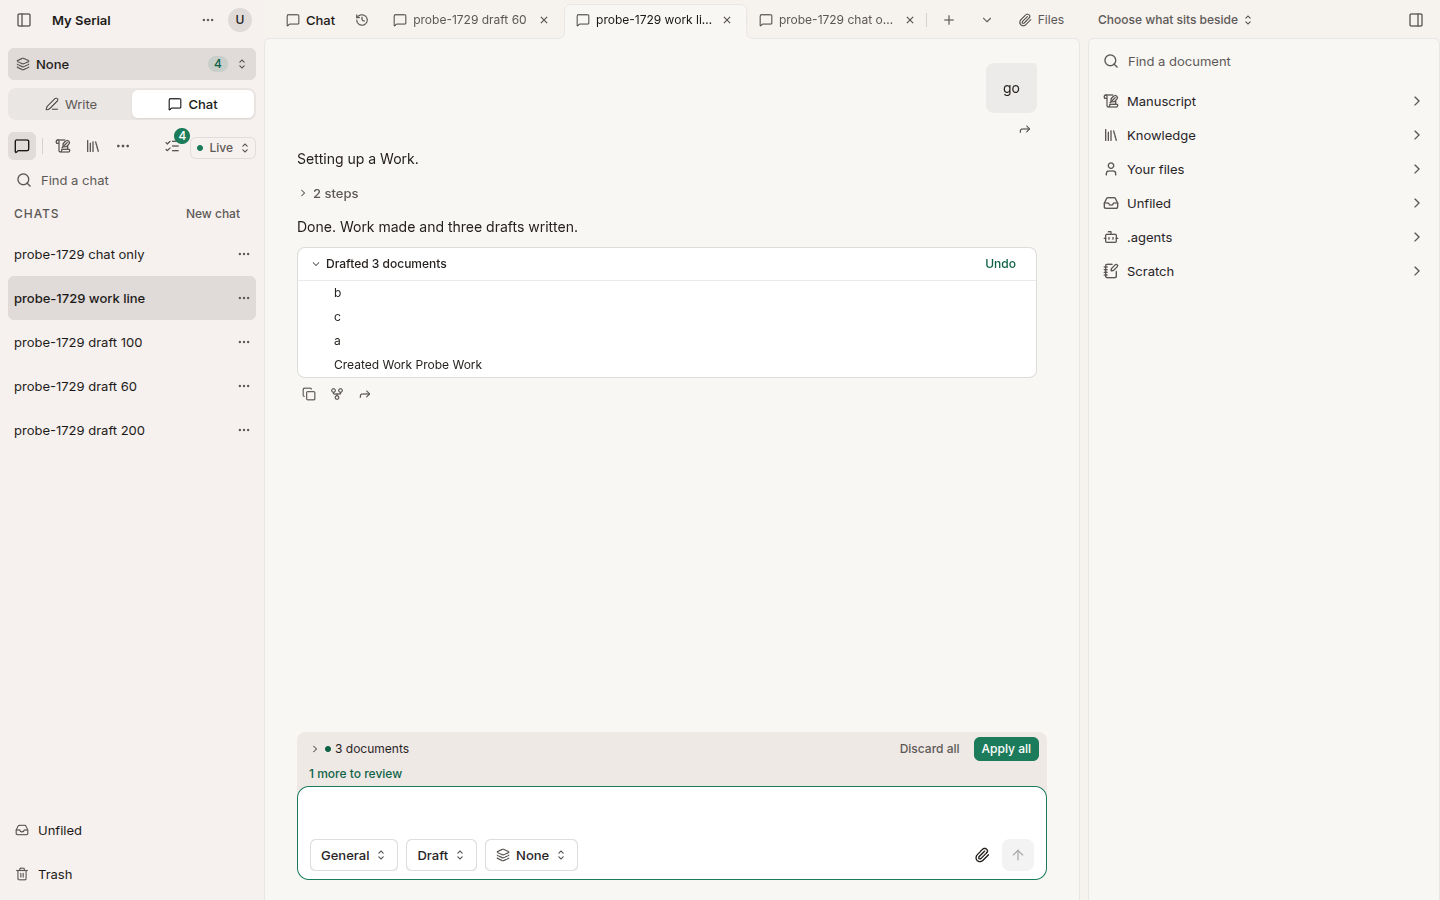 My Serial
U
None
4
Write
Chat
4
Live
Find a chat
CHATS
New chat
probe-1729 chat only
probe-1729 work line
probe-1729 draft 100
probe-1729 draft 60
probe-1729 draft 200
Unfiled
Trash
Chat
probe-1729 draft 60
probe-1729 work li...
probe-1729 chat o...
Files
go
Setting up a Work.
2 steps
Done. Work made and three drafts written.
Drafted 3 documents
Undo
b
c
a
Created Work Probe Work
3 documents
Discard all
Apply all
1 more to review
General
Draft
None
Choose what sits beside
Find a document
Manuscript
Knowledge
Your files
Unfiled
.agents
Scratch